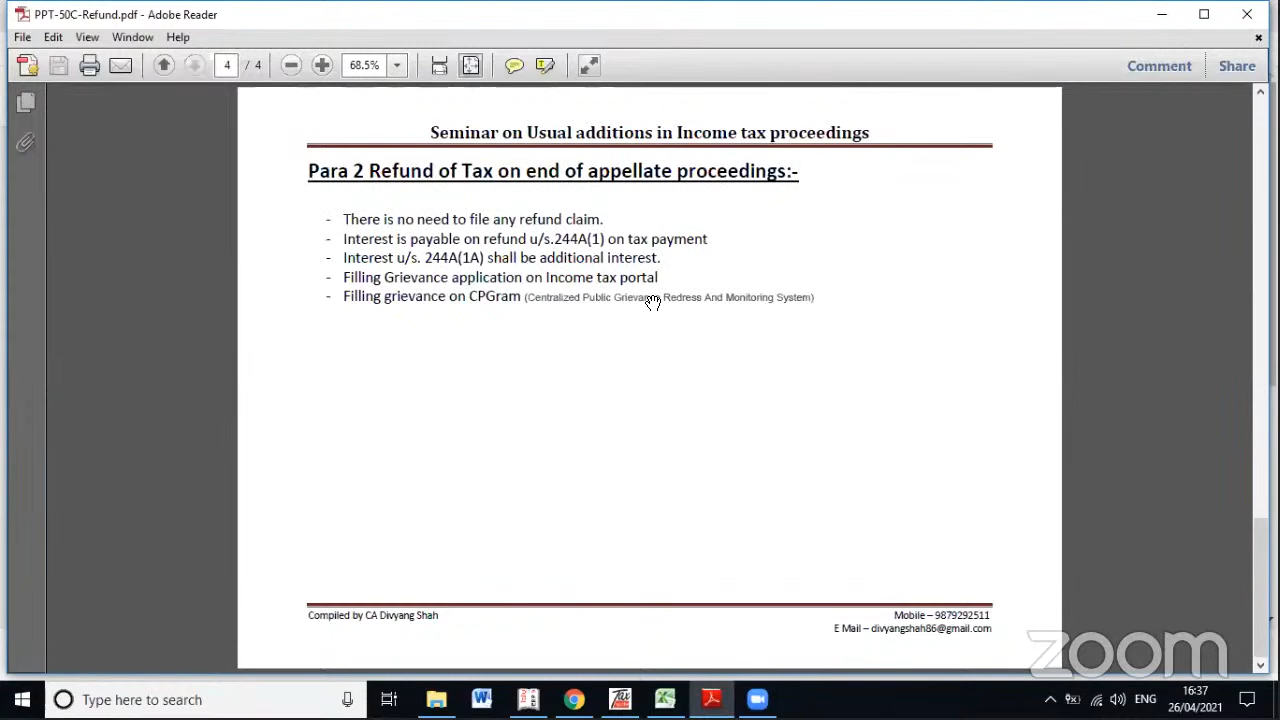 PPT-50C-Refund.pdf - Adobe Reader
File Edit View Window Help
4 / 4 68.5% Comment Share
Seminar on Usual additions in Income tax proceedings
Para 2 Refund of Tax on end of appellate proceedings:-
- There is no need to file any refund claim.
- Interest is payable on refund u/s.244A(1) on tax payment
- Interest u/s. 244A(1A) shall be additional interest.
- Filling Grievance application on Income tax portal
- Filling grievance on CPGram (Centralized Public Grievance Redress And Monitoring System)
Compiled by CA Divyang Shah
Mobile – 9879292511
E Mail – divyangshah86@gmail.com
zoom
Type here to search
ENG
16:37
26/04/2021